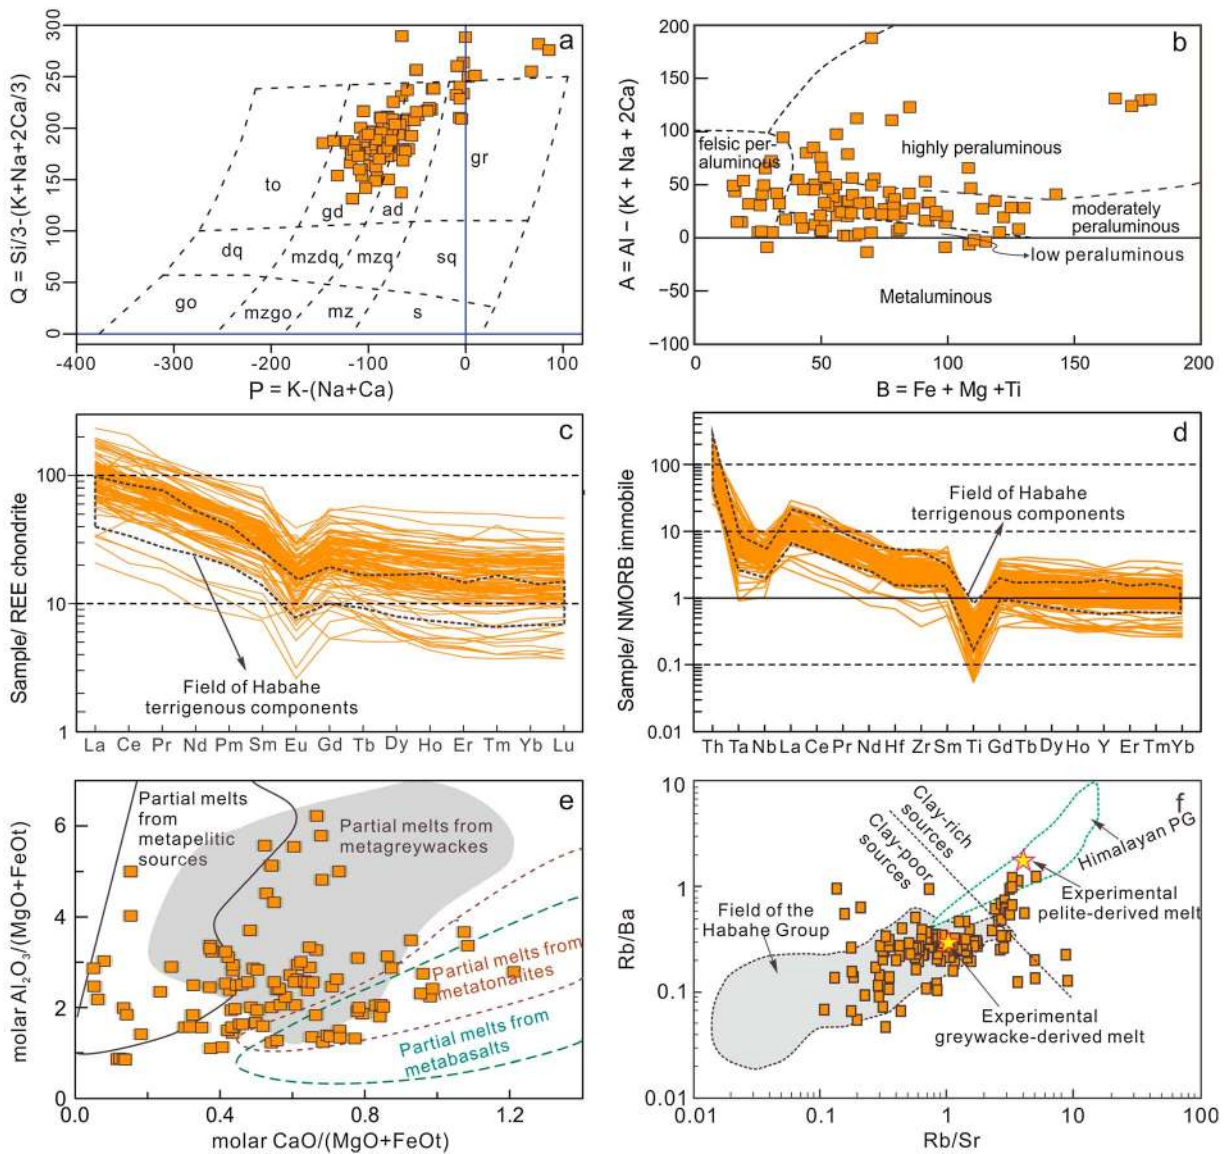 a
Q = Si/3-(K+Na+2Ca/3)
300
250
200
150
100
50
0
to
gd
ad
gr
dq
mzdq
mzq
sq
go
mzgo
mz
s
-400
-300
-200
-100
0
100
P = K-(Na+Ca)
b
A = Al − (K + Na + 2Ca)
200
150
100
50
0
−50
−100
felsic per-
aluminous
highly peraluminous
moderately
peraluminous
low peraluminous
Metaluminous
0
50
100
150
200
B = Fe + Mg +Ti
c
Sample/ REE chondrite
100
10
1
Field of Habahe
terrigenous components
La Ce Pr Nd Pm Sm Eu Gd Tb Dy Ho Er Tm Yb Lu
d
Sample/ NMORB immobile
100
10
1
0.1
0.01
Field of Habahe
terrigenous components
Th Ta Nb La Ce Pr Nd Hf Zr Sm Ti Gd Tb Dy Ho Y Er Tm Yb
e
molar Al2O3/(MgO+FeOt)
6
4
2
0
Partial melts
from
metapelitic
sources
Partial melts from
metagreywackes
Partial melts from
metatonalites
Partial melts from
metabasalts
0.0
0.4
0.8
1.2
molar CaO/(MgO+FeOt)
f
Rb/Ba
10
1
0.1
0.01
Clay-rich
sources
Clay-poor
sources
Himalayan PG
Experimental
pelite-derived melt
Field of the
Habahe Group
Experimental
greywacke-derived melt
0.01
0.1
1
10
100
Rb/Sr